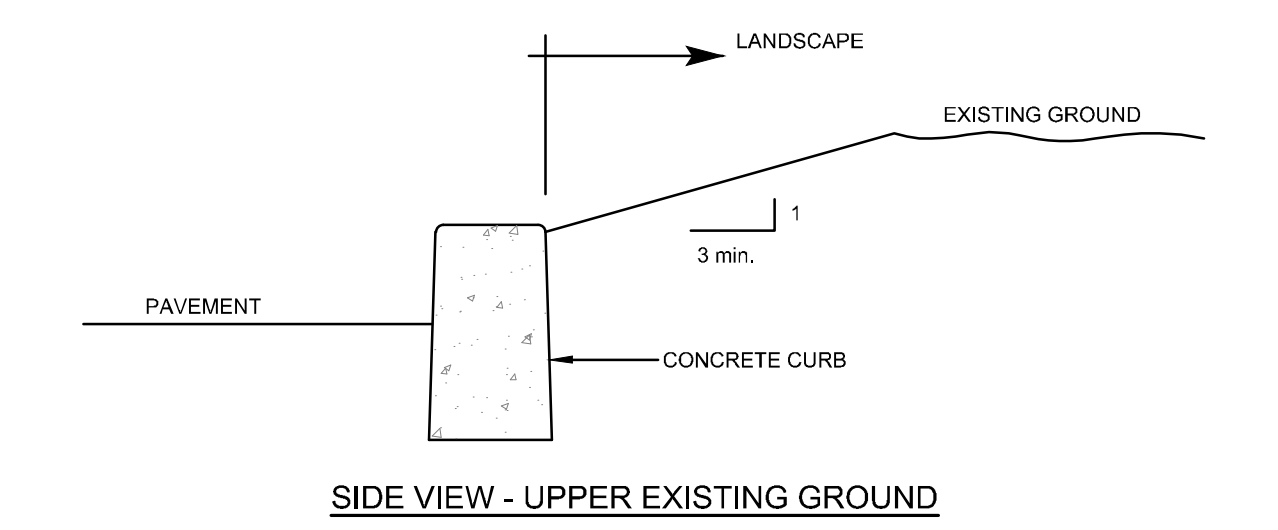 LANDSCAPE
EXISTING GROUND
1
3 min.
PAVEMENT
CONCRETE CURB
SIDE VIEW - UPPER EXISTING GROUND